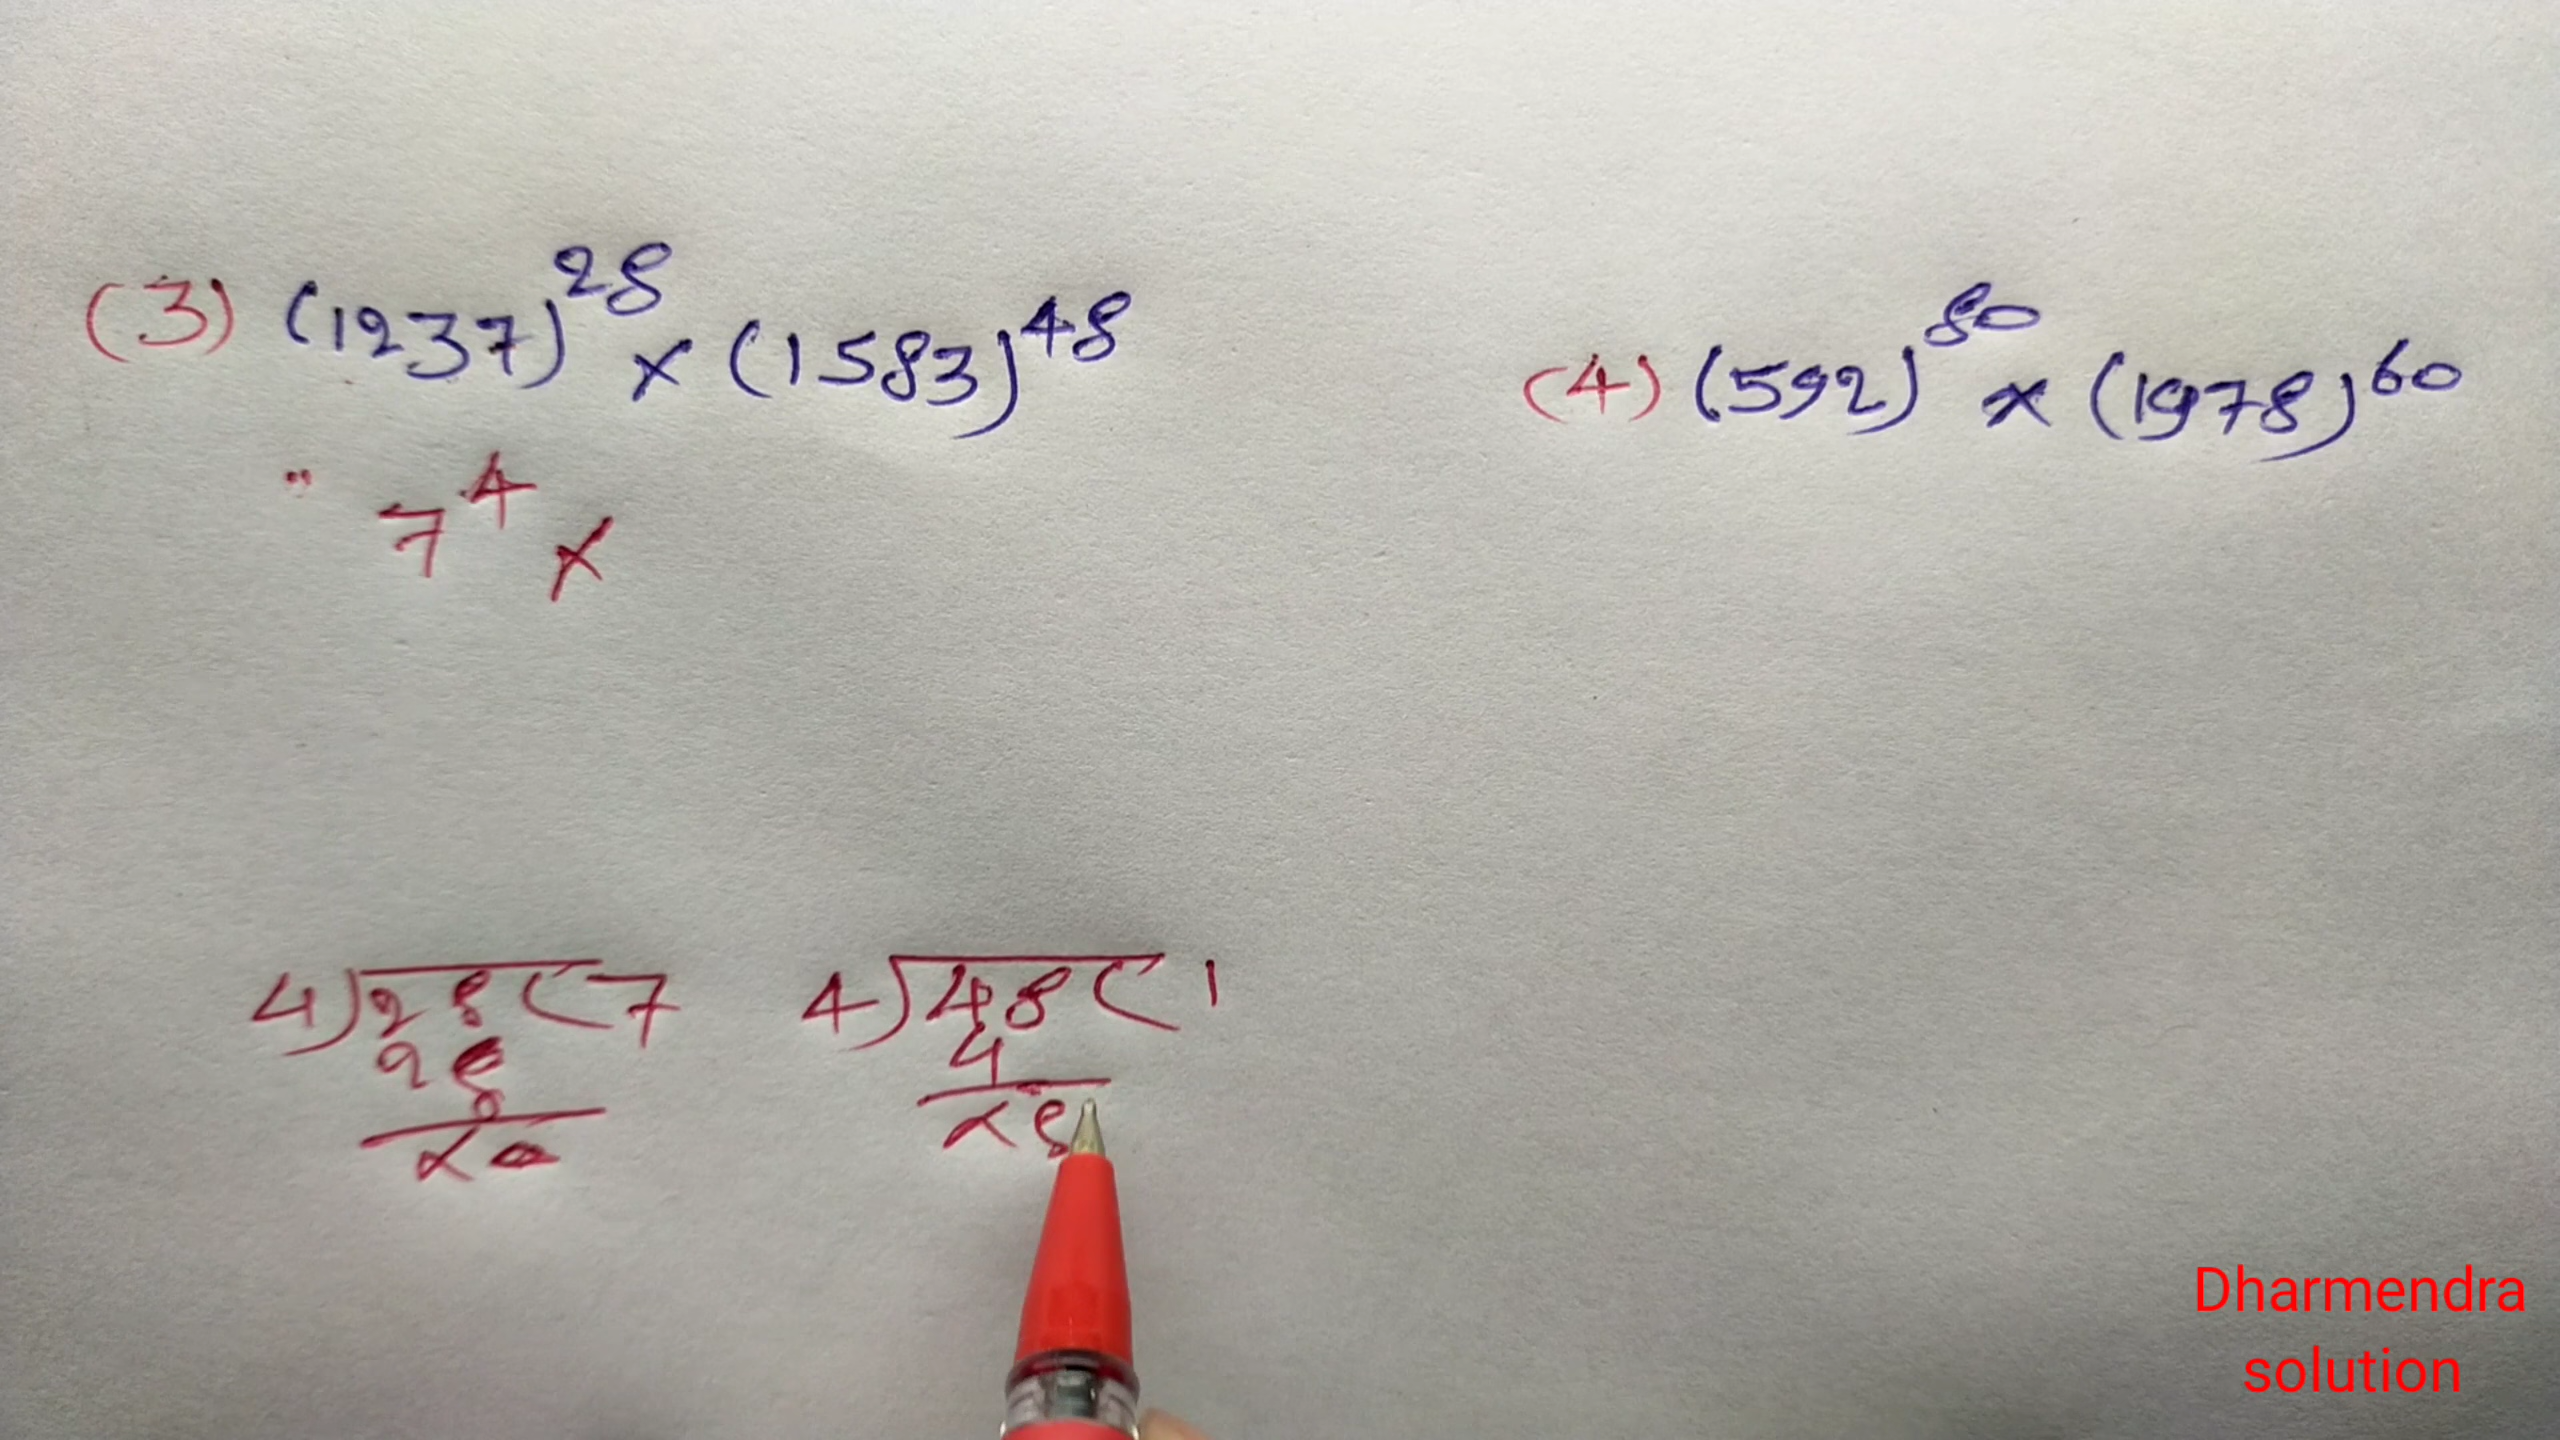 (3) (1237)^28 × (1583)^48
(4) (592)^80 × (1978)^60
" 7^4 ×
4)28(7
28
×0
4)48(1
4
×8
Dharmendra
solution